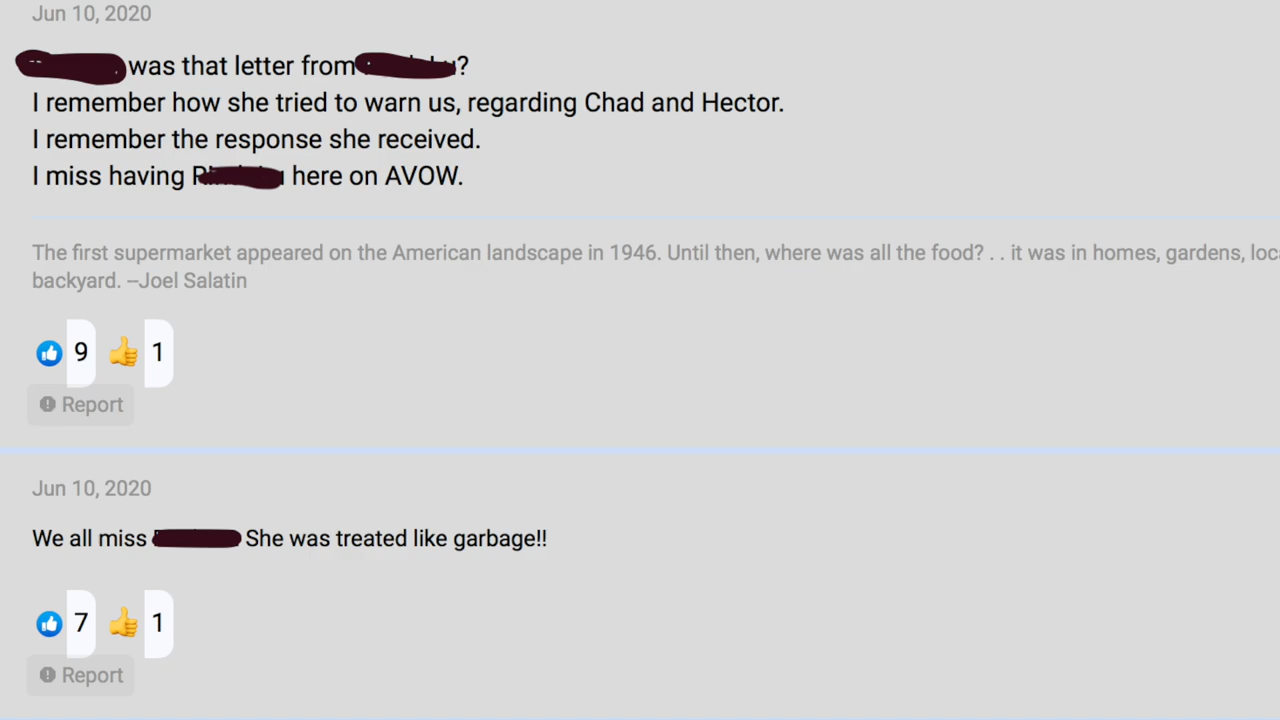 Jun 10, 2020
was that letter from ?
I remember how she tried to warn us, regarding Chad and Hector.
I remember the response she received.
I miss having here on AVOW.
The first supermarket appeared on the American landscape in 1946. Until then, where was all the food? . . it was in homes, gardens, loc
backyard. --Joel Salatin
9 1
Report
Jun 10, 2020
We all miss She was treated like garbage!!
7 1
Report